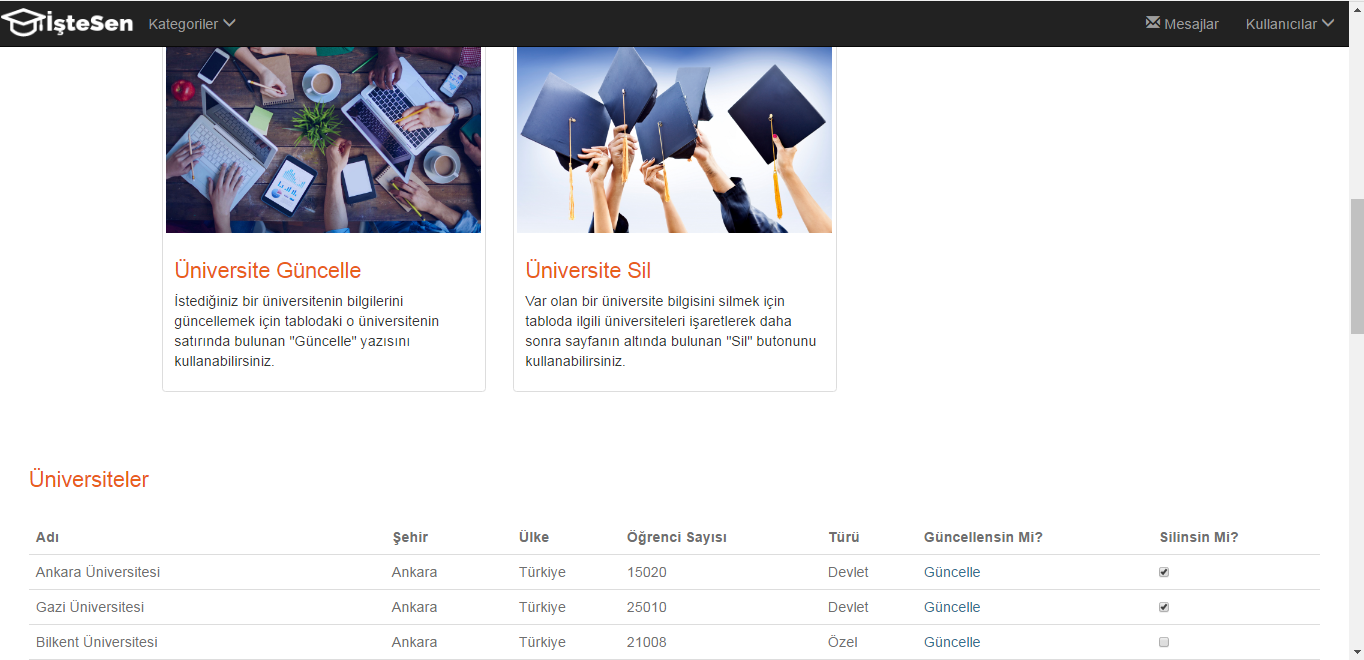 işteSen Kategoriler Mesajlar Kullanıcılar
Üniversite Güncelle
İstediğiniz bir üniversitenin bilgilerini
güncellemek için tablodaki o üniversitenin
satırında bulunan "Güncelle" yazısını
kullanabilirsiniz.
Üniversite Sil
Var olan bir üniversite bilgisini silmek için
tabloda ilgili üniversiteleri işaretlerek daha
sonra sayfanın altında bulunan "Sil" butonunu
kullanabilirsiniz.
Üniversiteler
Adı Şehir Ülke Öğrenci Sayısı Türü Güncellensin Mi? Silinsin Mi?
Ankara Üniversitesi Ankara Türkiye 15020 Devlet Güncelle
Gazi Üniversitesi Ankara Türkiye 25010 Devlet Güncelle
Bilkent Üniversitesi Ankara Türkiye 21008 Özel Güncelle